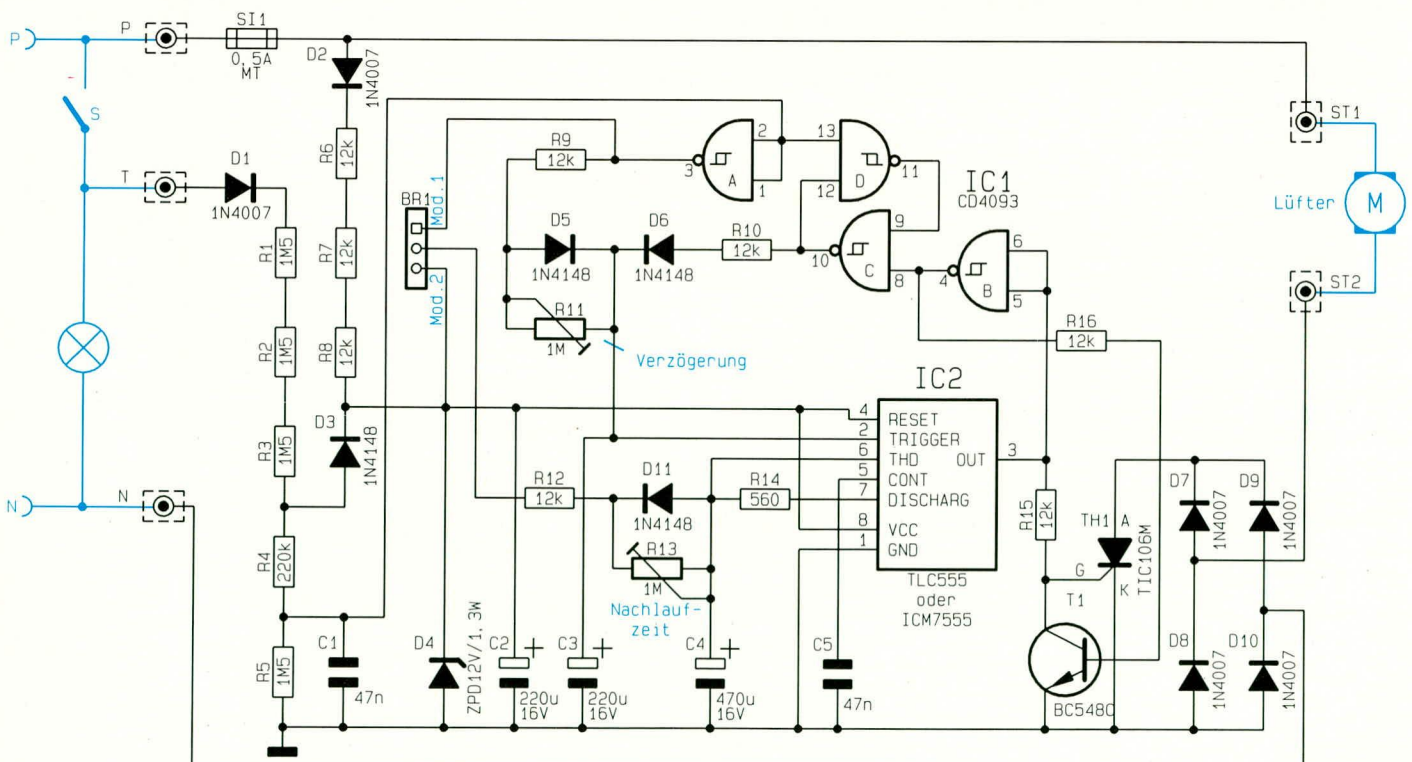 P
P
SI1
0,5A
MT
D2
1N4007
S
T
D1
1N4007
R1
1M5
R2
1M5
R3
1M5
R4
220k
R5
1M5
C1
47n
N
N
R6
12k
R7
12k
R8
12k
D3
1N4148
BR1
Mod.1
Mod.2
R9
12k
D5
1N4148
D6
1N4148
R10
12k
R11
1M
Verzögerung
3
2
1
A
13
12
11
D
IC1
CD4093
10
9
8
C
4
6
5
B
R16
12k
ST1
Lüfter
M
ST2
IC2
4
RESET
2
TRIGGER
6
THD
OUT
3
5
CONT
7
DISCHARG
8
VCC
1
GND
TLC555
oder
ICM7555
R12
12k
D11
1N4148
R14
560
R13
1M
Nachlauf-
zeit
D4
ZPD12V/1.3W
C2
+
220u
16V
C3
+
220u
16V
C4
+
470u
16V
C5
47n
R15
12k
TH1
A
G
K
TIC106M
T1
BC548C
D7
1N4007
D9
1N4007
D8
1N4007
D10
1N4007